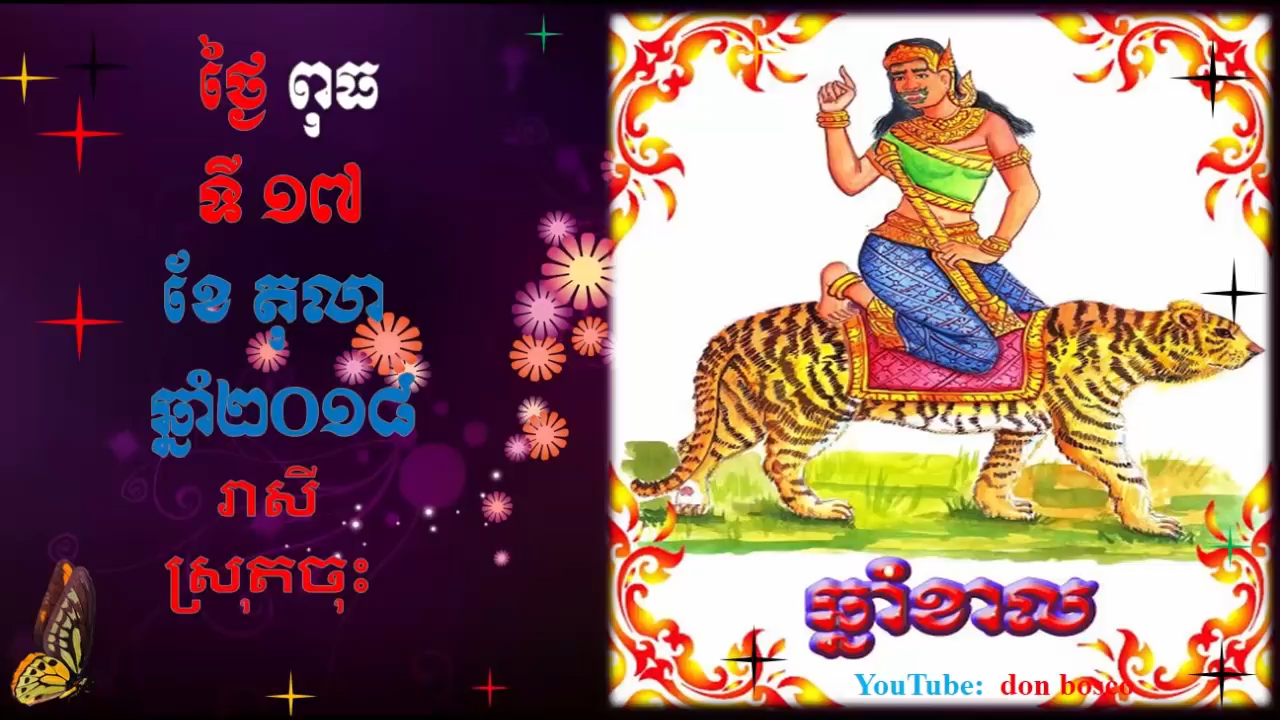 ថ្ងៃ ពុធ
ទី ១៧
ខែ តុលា
ឆ្នាំ២០១៨
រាសី
ស្រុតចុះ
ឆ្នាំខាល
YouTube: don bosco